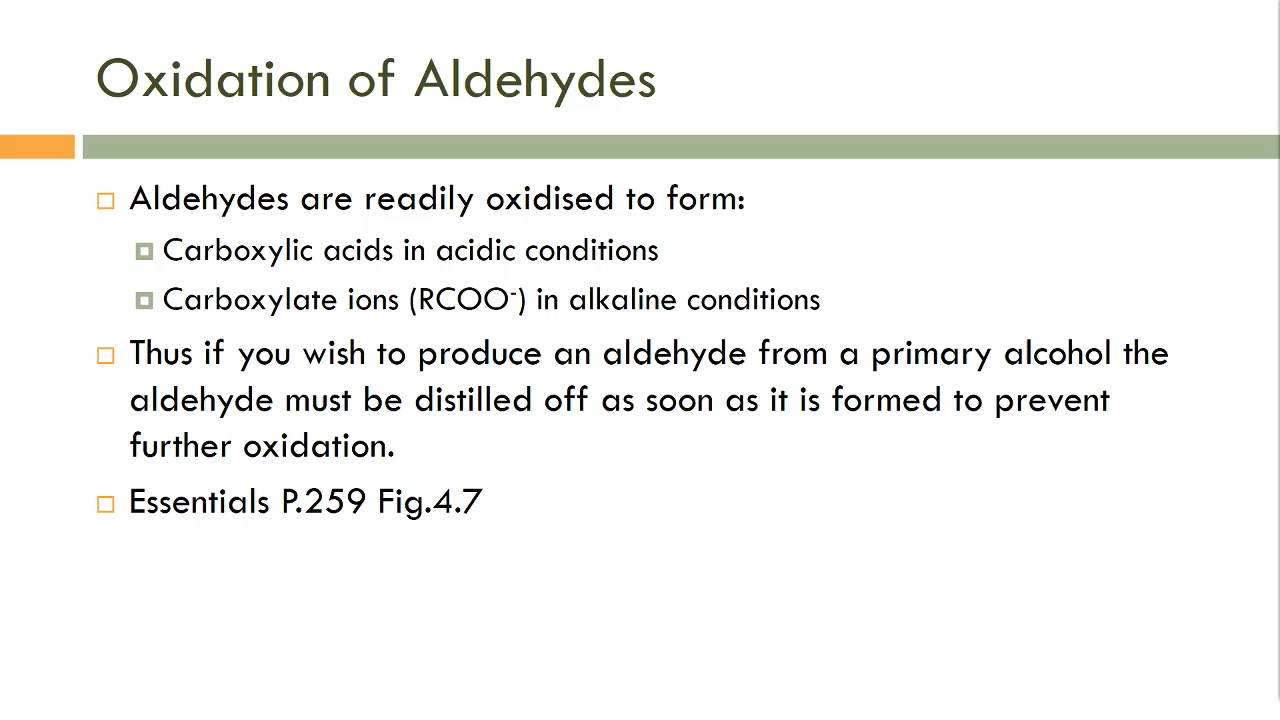 Oxidation of Aldehydes
Aldehydes are readily oxidised to form:
Carboxylic acids in acidic conditions
Carboxylate ions (RCOO⁻) in alkaline conditions
Thus if you wish to produce an aldehyde from a primary alcohol the
aldehyde must be distilled off as soon as it is formed to prevent
further oxidation.
Essentials P.259 Fig.4.7